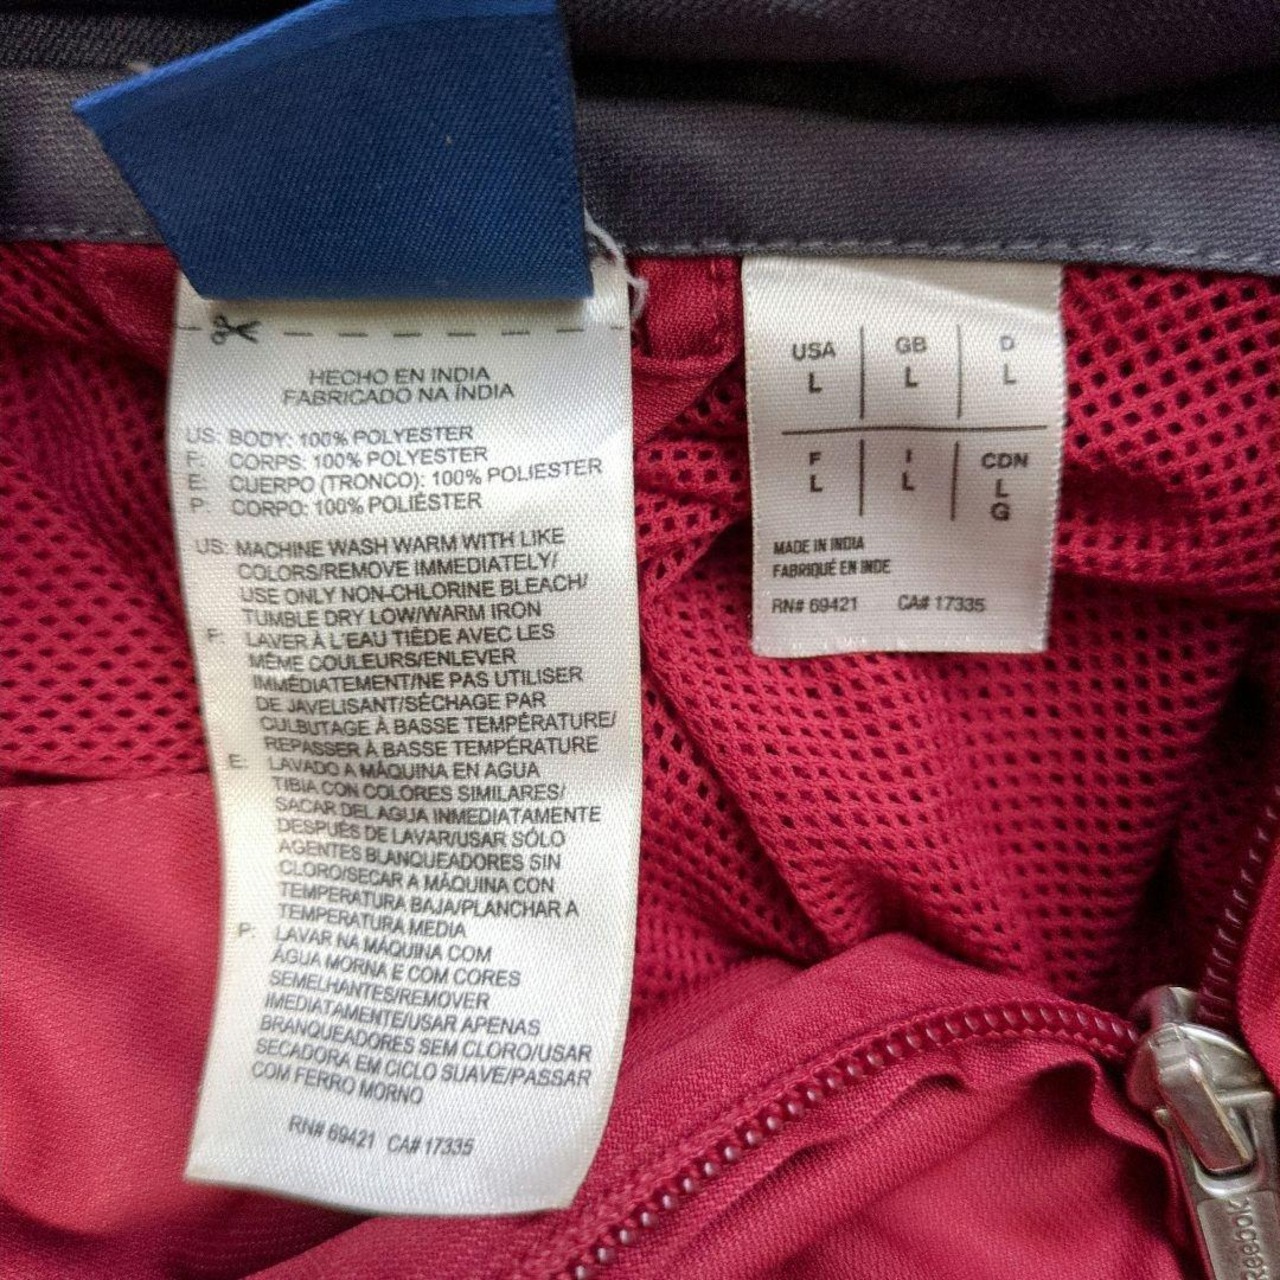 HECHO EN INDIA
FABRICADO NA ÍNDIA
US: BODY: 100% POLYESTER
F: CORPS: 100% POLYESTER
E: CUERPO (TRONCO): 100% POLIESTER
P: CORPO: 100% POLIÉSTER
US: MACHINE WASH WARM WITH LIKE
COLORS/REMOVE IMMEDIATELY/
USE ONLY NON-CHLORINE BLEACH/
TUMBLE DRY LOW/WARM IRON
F: LAVER À L'EAU TIÈDE AVEC LES
MÊME COULEURS/ENLEVER
IMMÉDIATEMENT/NE PAS UTILISER
DE JAVELISANT/SÉCHAGE PAR
CULBUTAGE À BASSE TEMPÉRATURE/
REPASSER À BASSE TEMPÉRATURE
E: LAVADO A MÁQUINA EN AGUA
TIBIA CON COLORES SIMILARES/
SACAR DEL AGUA INMEDIATAMENTE
DESPUÉS DE LAVAR/USAR SÓLO
AGENTES BLANQUEADORES SIN
CLORO/SECAR A MÁQUINA CON
TEMPERATURA BAJA/PLANCHAR A
TEMPERATURA MEDIA
P: LAVAR NA MÁQUINA COM
ÁGUA MORNA E COM CORES
SEMELHANTES/REMOVER
IMEDIATAMENTE/USAR APENAS
BRANQUEADORES SEM CLORO/USAR
SECADORA EM CICLO SUAVE/PASSAR
COM FERRO MORNO
RN# 69421 CA# 17335
USA GB D
L L L
F I CDN
L L L
G
MADE IN INDIA
FABRIQUÉ EN INDE
RN# 69421 CA# 17335
Reebok